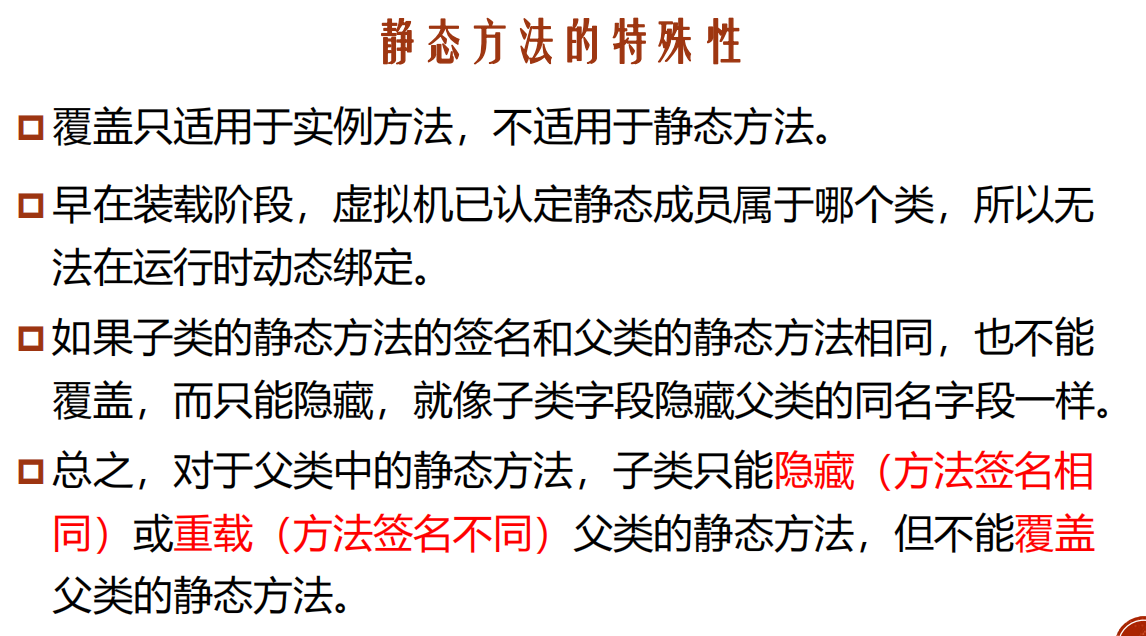 静态方法的特殊性
覆盖只适用于实例方法，不适用于静态方法。
早在装载阶段，虚拟机已认定静态成员属于哪个类，所以无
法在运行时动态绑定。
如果子类的静态方法的签名和父类的静态方法相同，也不能
覆盖，而只能隐藏，就像子类字段隐藏父类的同名字段一样。
总之，对于父类中的静态方法，子类只能隐藏（方法签名相
同）或重载（方法签名不同）父类的静态方法，但不能覆盖
父类的静态方法。